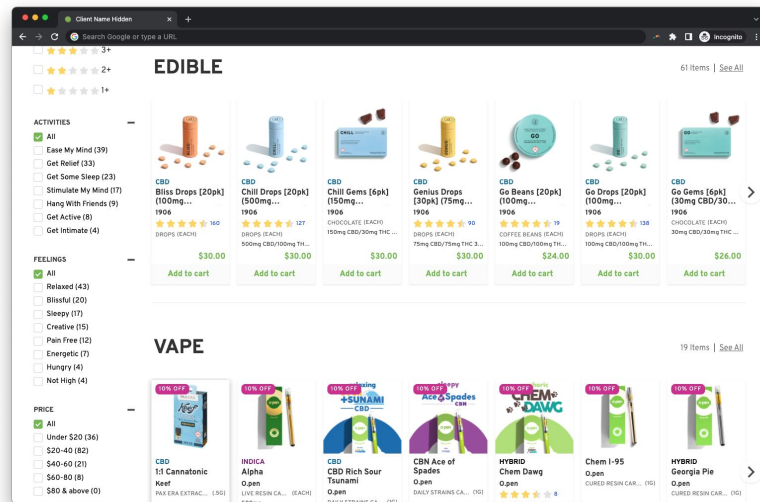 Client Name Hidden
Search Google or type a URL
Incognito
3+
2+
1+
ACTIVITIES
All
Ease My Mind (39)
Get Relief (33)
Get Some Sleep (23)
Stimulate My Mind (17)
Hang With Friends (9)
Get Active (8)
Get Intimate (4)
FEELINGS
All
Relaxed (43)
Blissful (20)
Sleepy (17)
Creative (15)
Pain Free (12)
Energetic (7)
Hungry (4)
Not High (4)
PRICE
All
Under $20 (36)
$20-40 (82)
$40-60 (21)
$60-80 (8)
$80 & above (0)
EDIBLE
61 Items | See All
CBD
Bliss Drops [20pk]
(100mg...
1906
160
DROPS (EACH)
$30.00
Add to cart
CHILL
CBD
Chill Drops [20pk]
(500mg...
1906
127
DROPS (EACH)
500mg CBD/100mg TH...
$30.00
Add to cart
CHILL
CBD
Chill Gems [6pk]
(150mg...
1906
CHOCOLATE (EACH)
150mg CBD/30mg THC ...
$30.00
Add to cart
CBD
Genius Drops
[30pk] (75mg...
1906
90
DROPS (EACH)
75mg CBD/75mg THC 3...
$30.00
Add to cart
GO
CBD
Go Beans [20pk]
(100mg...
1906
19
COFFEE BEANS (EACH)
100mg CBD/100mg TH...
$24.00
Add to cart
CBD
Go Drops [20pk]
(100mg...
1906
138
DROPS (EACH)
100mg CBD/100mg TH...
$30.00
Add to cart
GO
CBD
Go Gems [6pk]
(30mg CBD/30...
1906
CHOCOLATE (EACH)
30mg CBD/30mg THC ...
$26.00
Add to cart
VAPE
19 Items | See All
10% OFF
Keef
CBD
1:1 Cannatonic
Keef
PAX ERA EXTRAC... (.5G)
10% OFF
INDICA
Alpha
O.pen
LIVE RESIN CA... (EACH)
10% OFF
+SUNAMI
CBD
CBD
CBD Rich Sour
Tsunami
O.pen
10% OFF
Ace of Spades
CBN
CBN Ace of
Spades
O.pen
DAILY STRAINS CA... (1G)
10% OFF
CHEM
DAWG
HYBRID
Chem Dawg
O.pen
8
10% OFF
Chem I-95
O.pen
CURED RESIN CAR... (1G)
10% OFF
HYBRID
Georgia Pie
O.pen
CURED RESIN CAR... (1G)